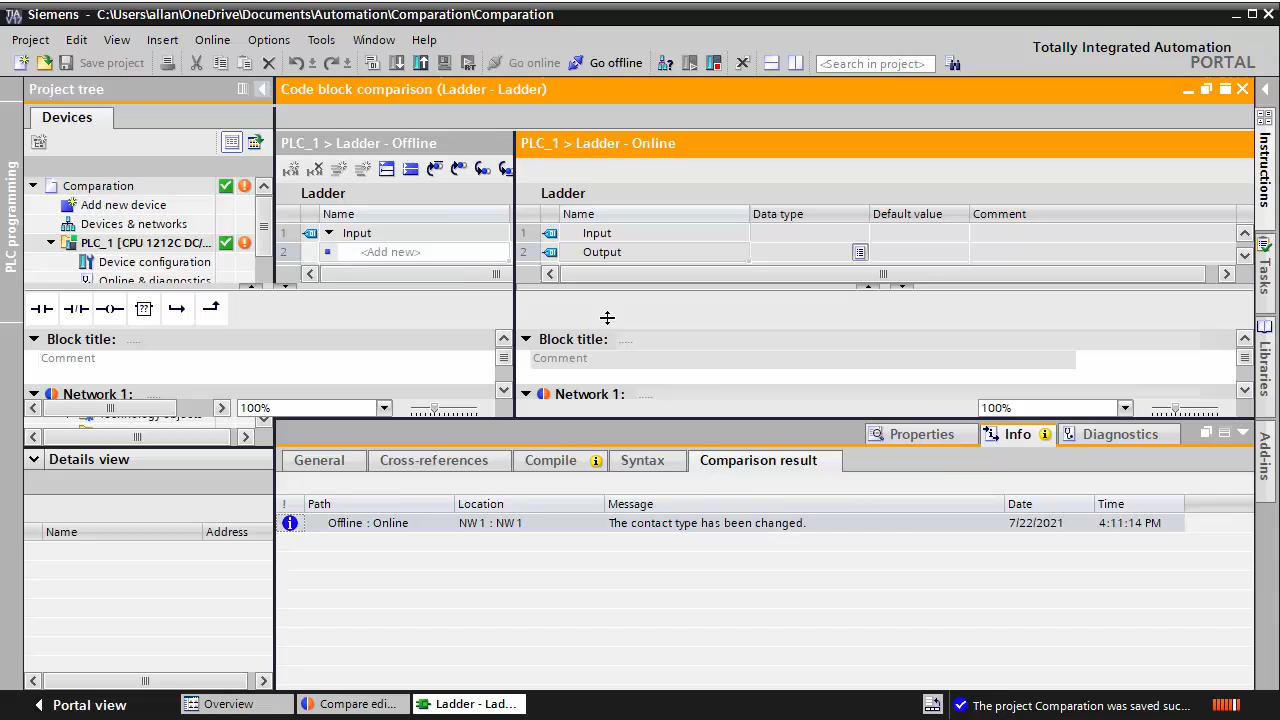 Siemens - C:\Users\allan\OneDrive\Documents\Automation\Comparation\Comparation
Project Edit View Insert Online Options Tools Window Help
Totally Integrated Automation
PORTAL
Save project Go online Go offline <Search in project>
Project tree
Code block comparison (Ladder - Ladder)
Devices
PLC_1 > Ladder - Offline
PLC_1 > Ladder - Online
Ladder
Ladder
Name
Name Data type Default value Comment
1 Input
1 Input
2 <Add new>
2 Output
Comparation
Add new device
Devices & networks
PLC_1 [CPU 1212C DC/...
Device configuration
Online & diagnostics
??
Block title: .....
Comment
Network 1: .....
100%
Block title: .....
Comment
Network 1: .....
100%
Details view
Name Address
Properties Info Diagnostics
General Cross-references Compile Syntax Comparison result
! Path Location Message Date Time
Offline : Online NW1 : NW1 The contact type has been changed. 7/22/2021 4:11:14 PM
PLC programming
Instructions
Tasks
Libraries
Add-ins
Portal view Overview Compare edi... Ladder - Lad... The project Comparation was saved suc...